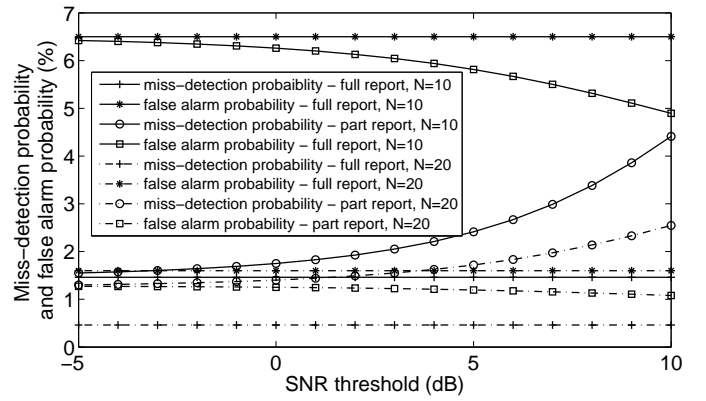 Miss−detection probability
and false alarm probability (%)
7
6
5
4
3
2
1
0
miss−detection probaiblity − full report, N=10
false alarm probability − full report, N=10
miss−detection probability − part report, N=10
false alarm probability − full report, N=10
miss−detection probability − full report, N=20
false alarm probability − full report, N=20
miss−detection probability − part report, N=20
false alarm probability − part report, N=20
−5 0 5 10
SNR threshold (dB)